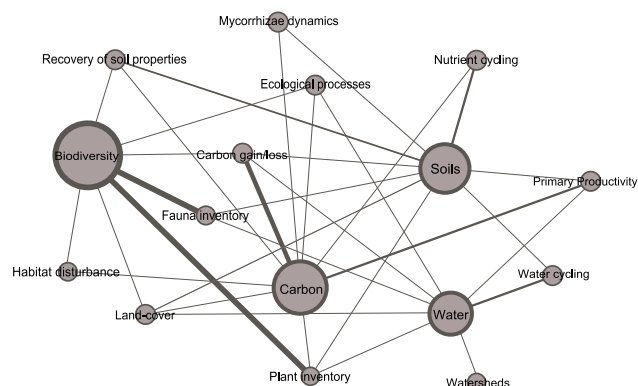 Mycorrhizae dynamics
Recovery of soil properties
Nutrient cycling
Ecological processes
Biodiversity
Carbon gain/loss
Soils
Primary Productivity
Fauna inventory
Habitat disturbance
Water cycling
Carbon
Land-cover
Water
Plant inventory
Watersheds